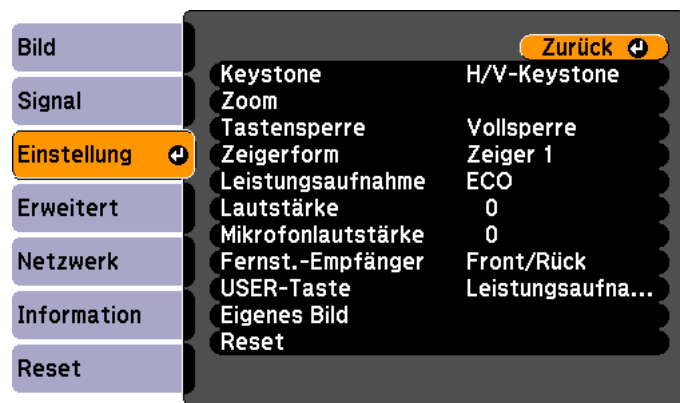 Bild
Signal
Einstellung
Erweitert
Netzwerk
Information
Reset
Zurück
Keystone H/V-Keystone
Zoom
Tastensperre Vollsperre
Zeigerform Zeiger 1
Leistungsaufnahme ECO
Lautstärke 0
Mikrofonlautstärke 0
Fernst.-Empfänger Front/Rück
USER-Taste Leistungsaufna...
Eigenes Bild
Reset